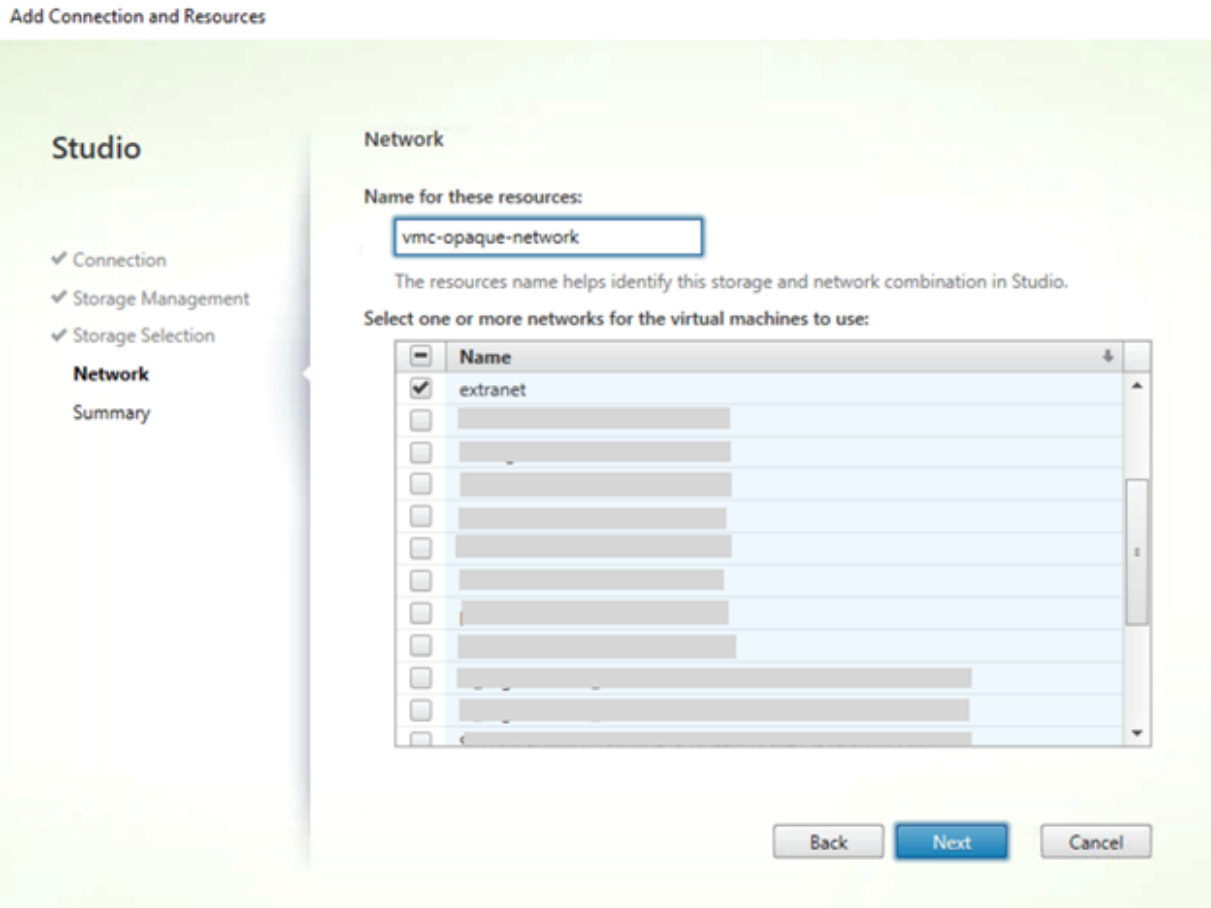 Add Connection and Resources
Studio
Connection
Storage Management
Storage Selection
Network
Summary
Network
Name for these resources:
vmc-opaque-network
The resources name helps identify this storage and network combination in Studio.
Select one or more networks for the virtual machines to use:
Name
extranet
Back
Next
Cancel